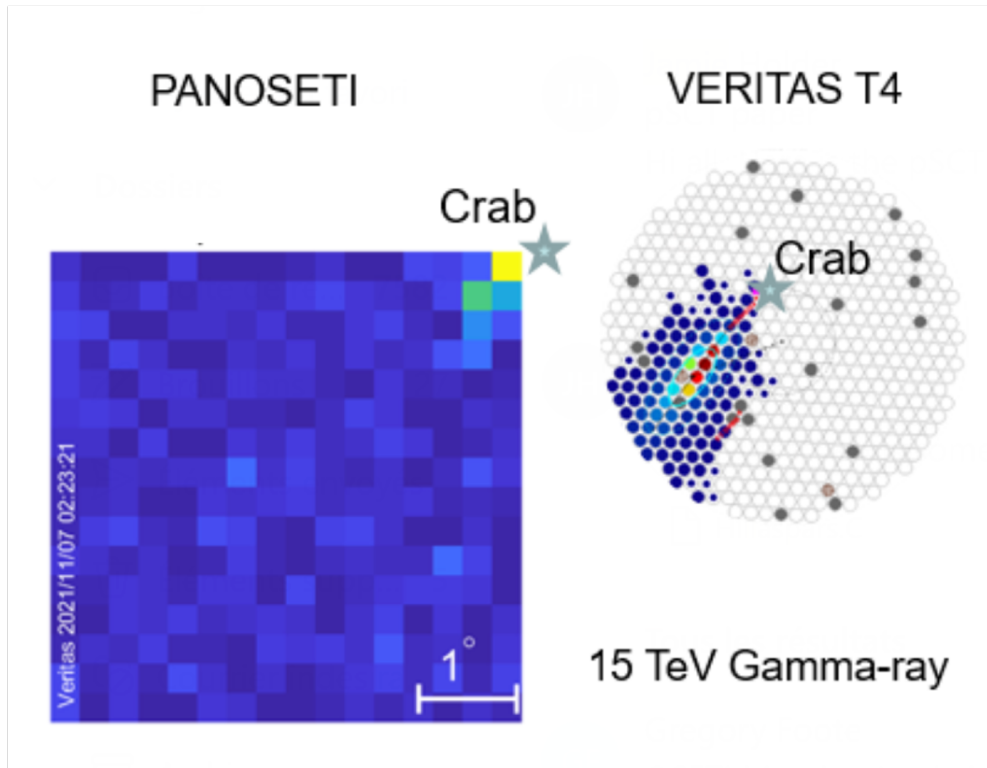 PANOSETI
VERITAS T4
Crab
Crab
Veritas 2021/11/07 02:23:21
1°
15 TeV Gamma-ray